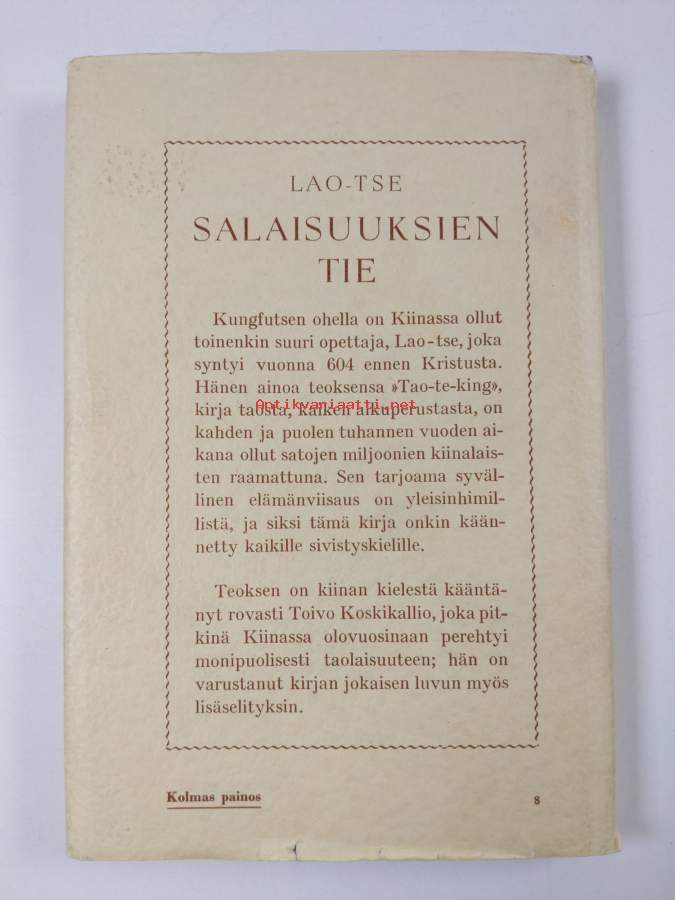 LAO-TSE
SALAISUUKSIEN
TIE
Kungfutsen ohella on Kiinassa ollut
toinenkin suuri opettaja, Lao-tse, joka
syntyi vuonna 604 ennen Kristusta.
Hänen ainoa teoksensa »Tao-te-king»,
kirja taosta, kaiken alkuperustasta, on
Antikvariaatti.net
kahden ja puolen tuhannen vuoden ai-
kana ollut satojen miljoonien kiinalais-
ten raamattuna. Sen tarjoama syväl-
linen elämänviisaus on yleisinhimil-
listä, ja siksi tämä kirja onkin kään-
netty kaikille sivistyskielille.
Teoksen on kiinan kielestä kääntä-
nyt rovasti Toivo Koskikallio, joka pit-
kinä Kiinassa olovuosinaan perehtyi
monipuolisesti taolaisuuteen; hän on
varustanut kirjan jokaisen luvun myös
lisäselityksin.
Kolmas painos
8